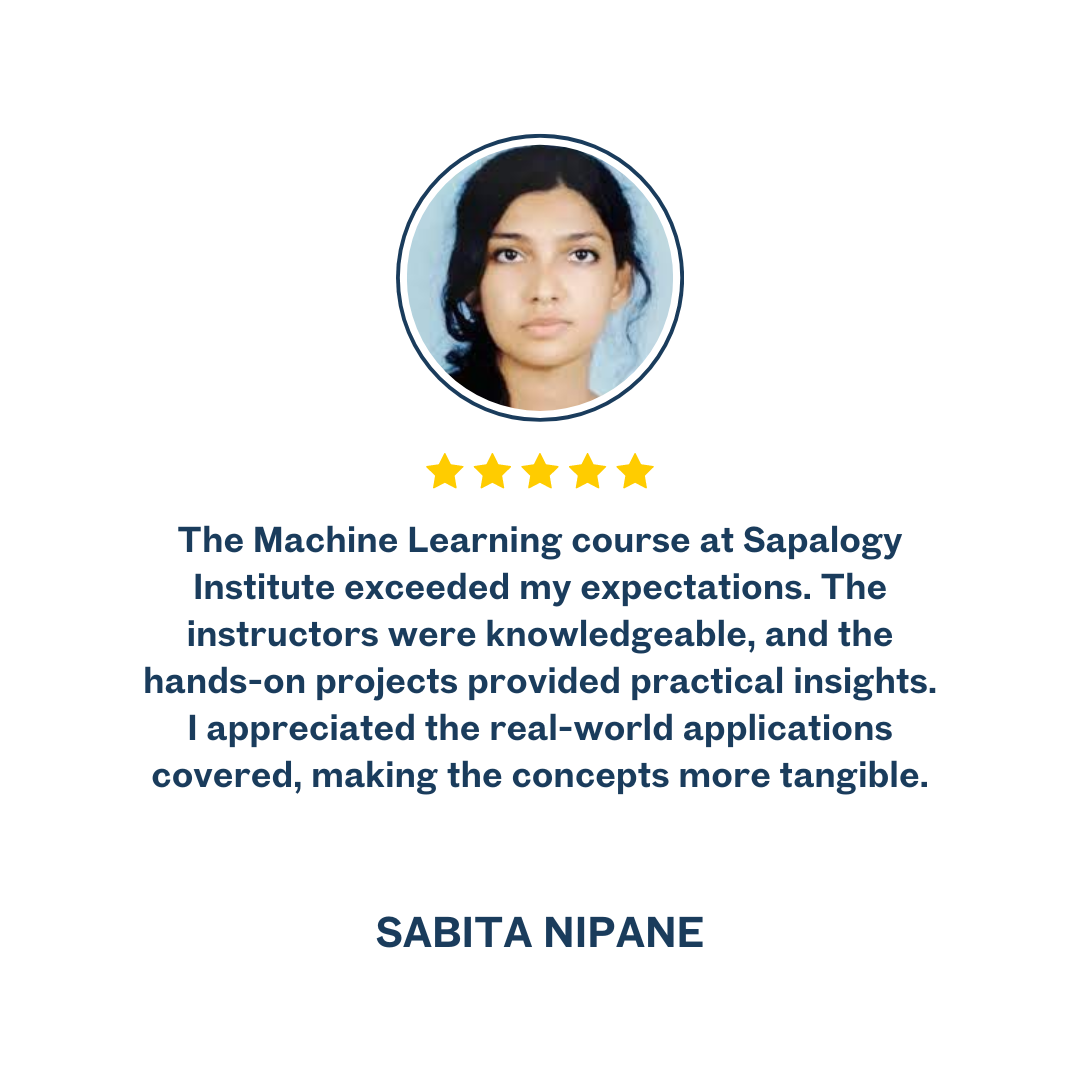 The Machine Learning course at Sapalogy
Institute exceeded my expectations. The
instructors were knowledgeable, and the
hands-on projects provided practical insights.
I appreciated the real-world applications
covered, making the concepts more tangible.
SABITA NIPANE